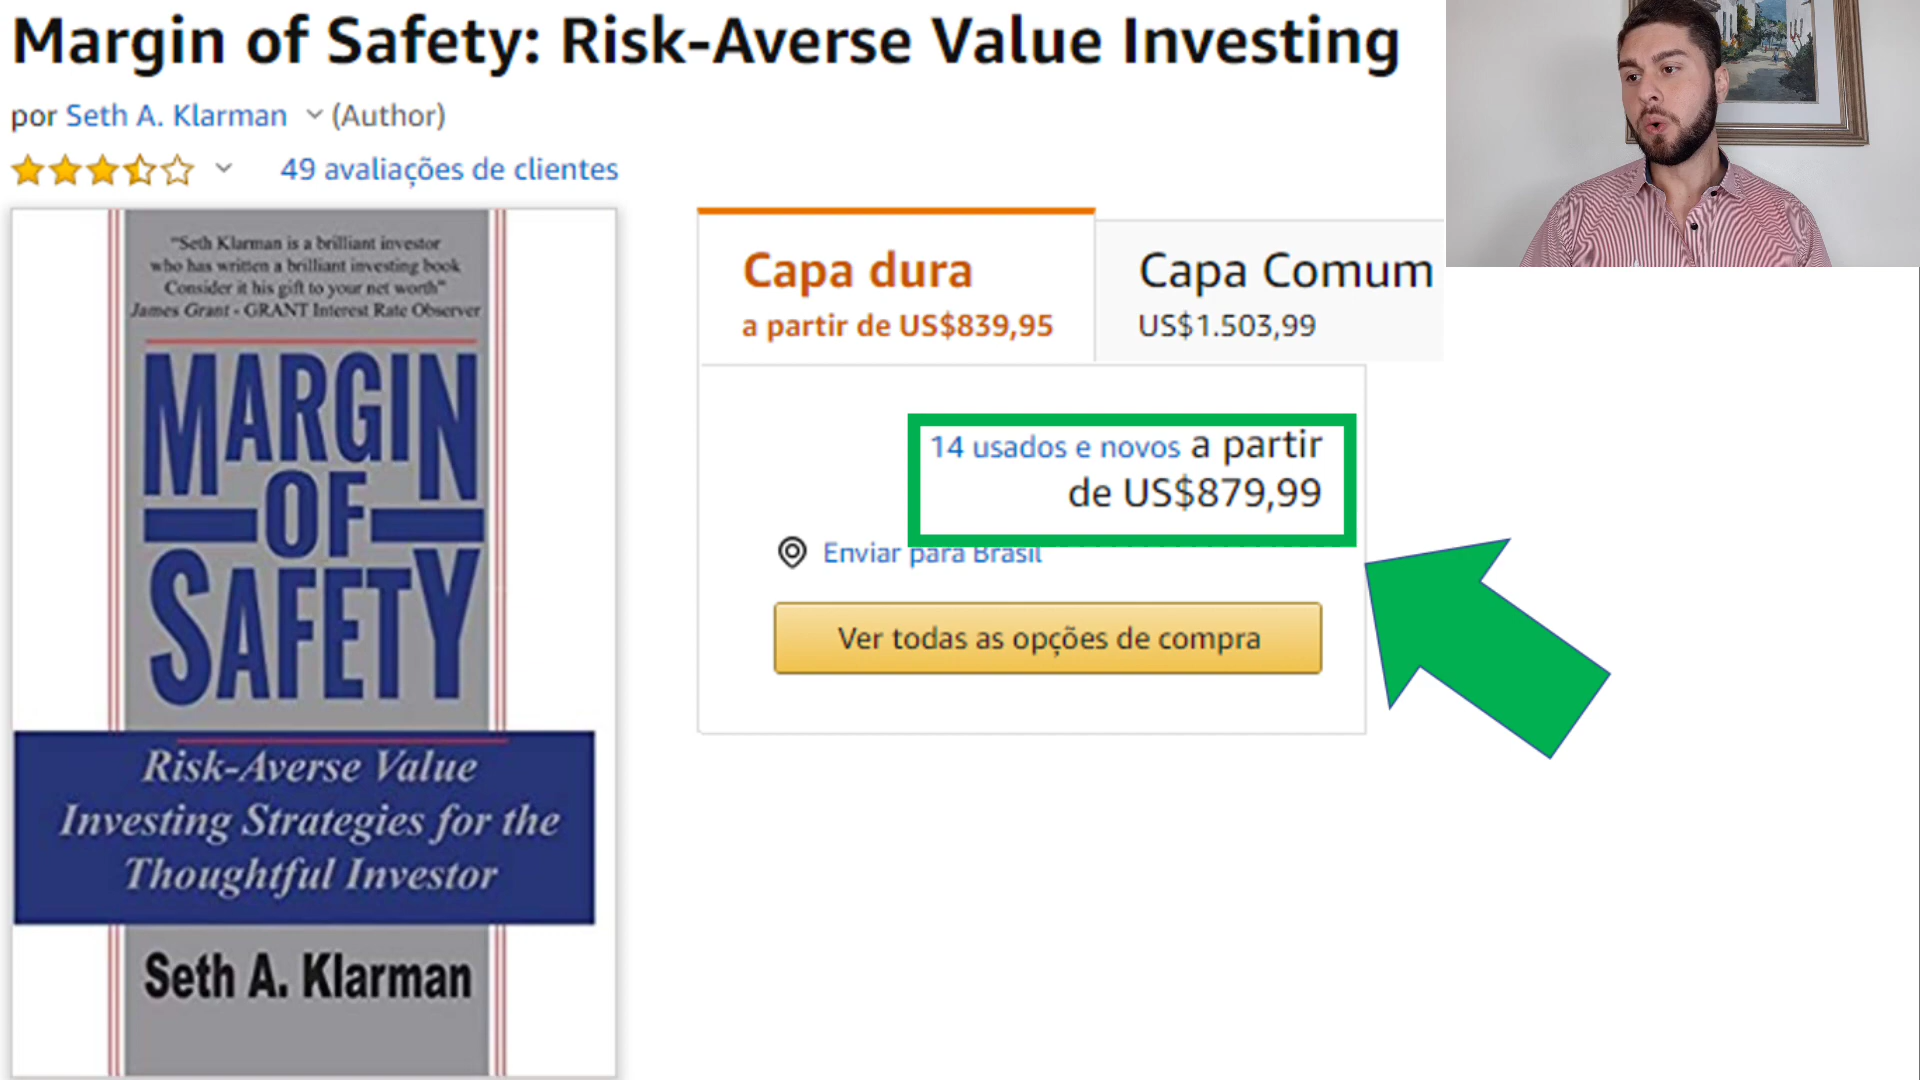 Margin of Safety: Risk-Averse Value Investing
por Seth A. Klarman (Author)
49 avaliações de clientes
"Seth Klarman is a brilliant investor
who has written a brilliant investing book
Consider it his gift to your net worth"
James Grant - GRANT Interest Rate Observer
MARGIN
OF
SAFETY
Risk-Averse Value
Investing Strategies for the
Thoughtful Investor
Seth A. Klarman
Capa dura
a partir de US$839,95
Capa Comum
US$1.503,99
14 usados e novos a partir
de US$879,99
Enviar para Brasil
Ver todas as opções de compra